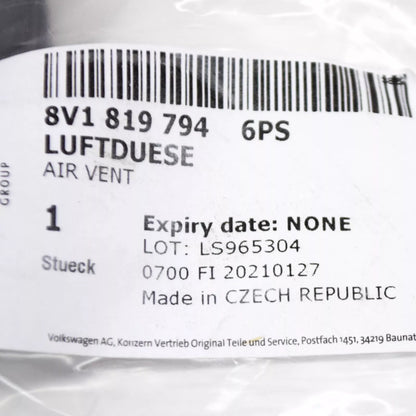 8V1 819 794 6PS
LUFTDUESE
AIR VENT
GROUP
1
Stueck
Expiry date: NONE
LOT: LS965304
0700 FI 20210127
Made in CZECH REPUBLIC
Volkswagen AG, Konzern Vertrieb Original Teile und Service, Postfach 1451, 34219 Baunat